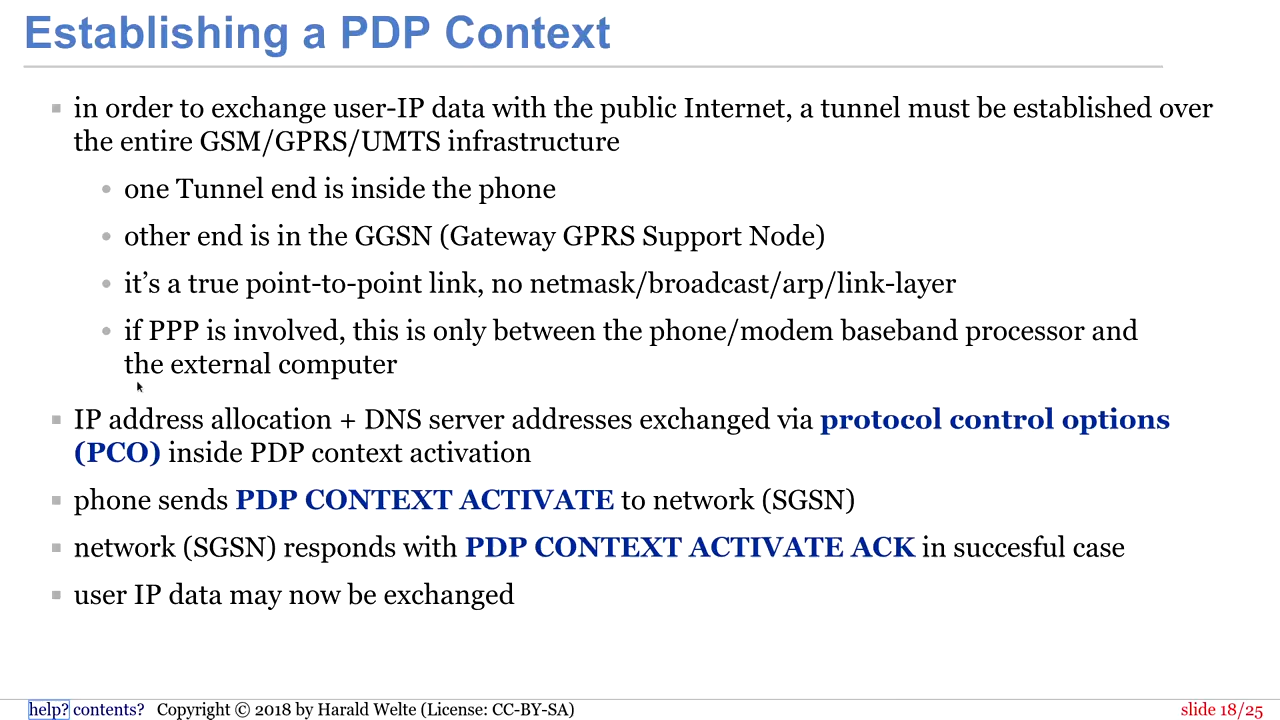 Establishing a PDP Context
in order to exchange user-IP data with the public Internet, a tunnel must be established over
the entire GSM/GPRS/UMTS infrastructure
one Tunnel end is inside the phone
other end is in the GGSN (Gateway GPRS Support Node)
it’s a true point-to-point link, no netmask/broadcast/arp/link-layer
if PPP is involved, this is only between the phone/modem baseband processor and
the external computer
IP address allocation + DNS server addresses exchanged via protocol control options
(PCO) inside PDP context activation
phone sends PDP CONTEXT ACTIVATE to network (SGSN)
network (SGSN) responds with PDP CONTEXT ACTIVATE ACK in succesful case
user IP data may now be exchanged
help? contents? Copyright © 2018 by Harald Welte (License: CC-BY-SA) slide 18/25